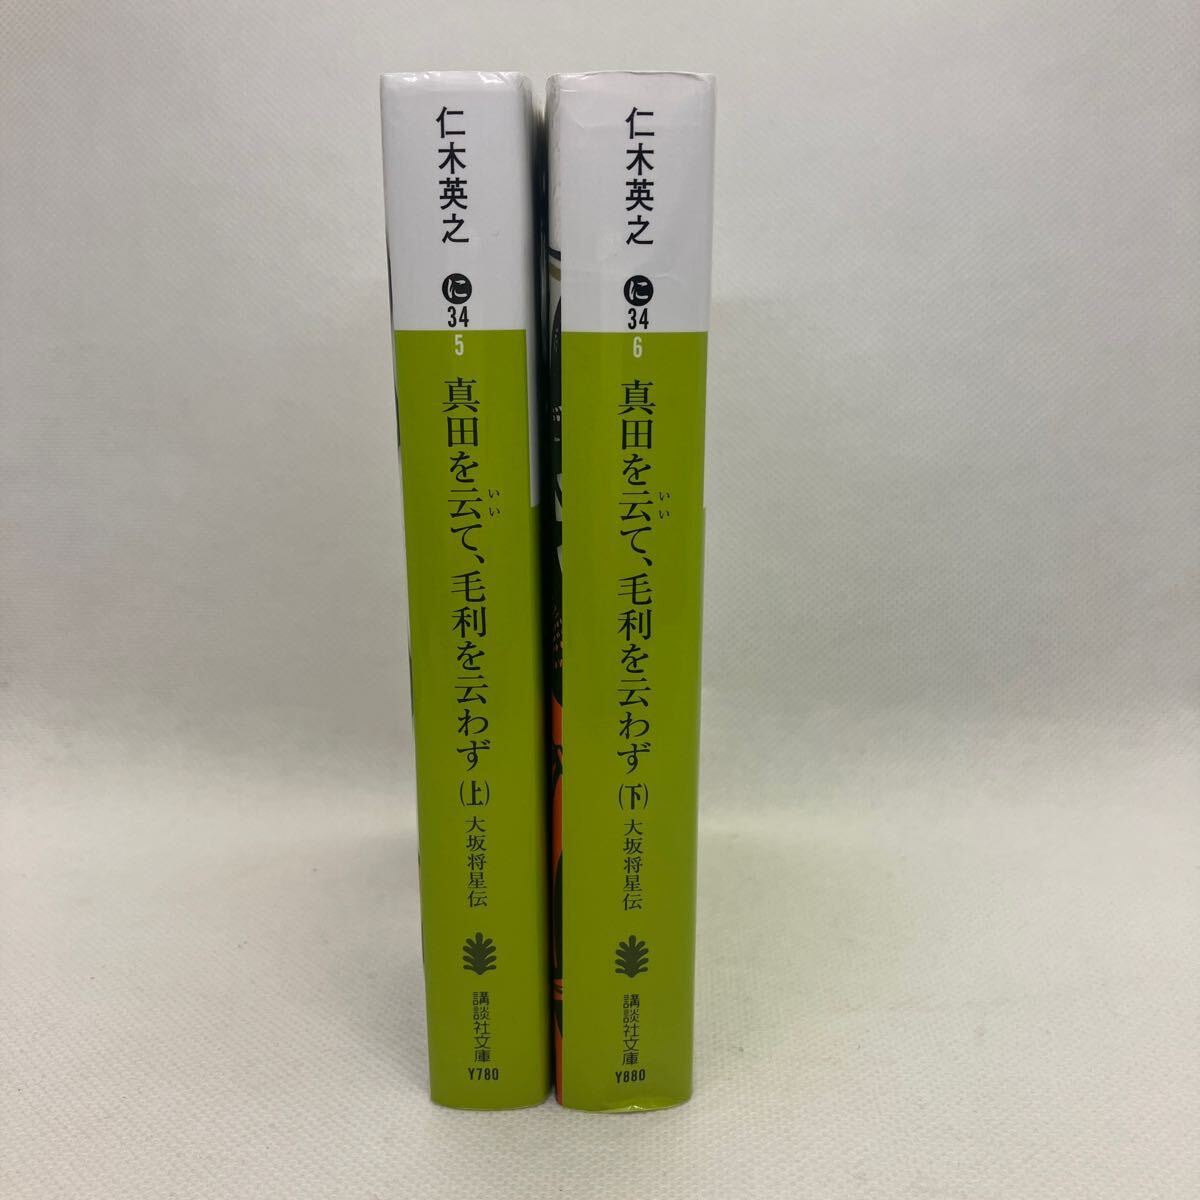 仁木英之
に
34
5
真田を云て、毛利を云わず(上)
いい
大坂将星伝
講談社文庫
Y780
仁木英之
に
34
6
真田を云て、毛利を云わず(下)
いい
大坂将星伝
講談社文庫
Y880